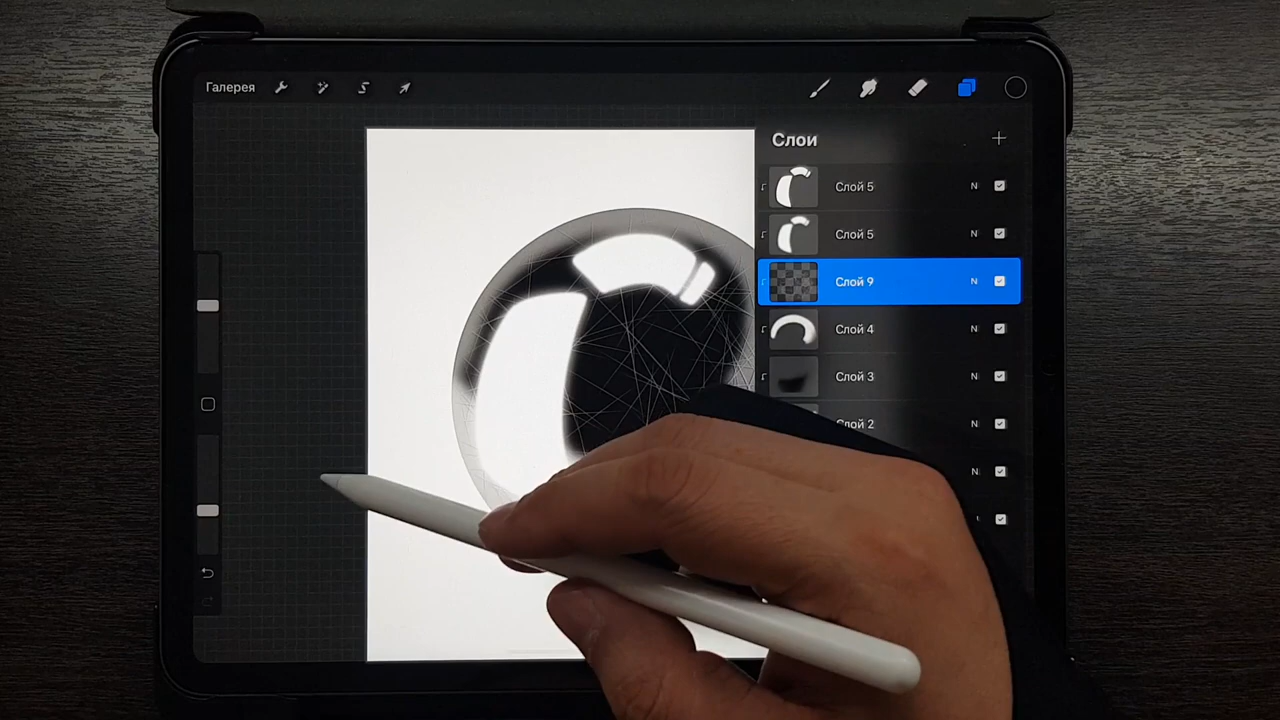 Галерея
Слои
Слой 5 N
Слой 5 N
Слой 9 N
Слой 4 N
Слой 3 N
Слой 2 N
N